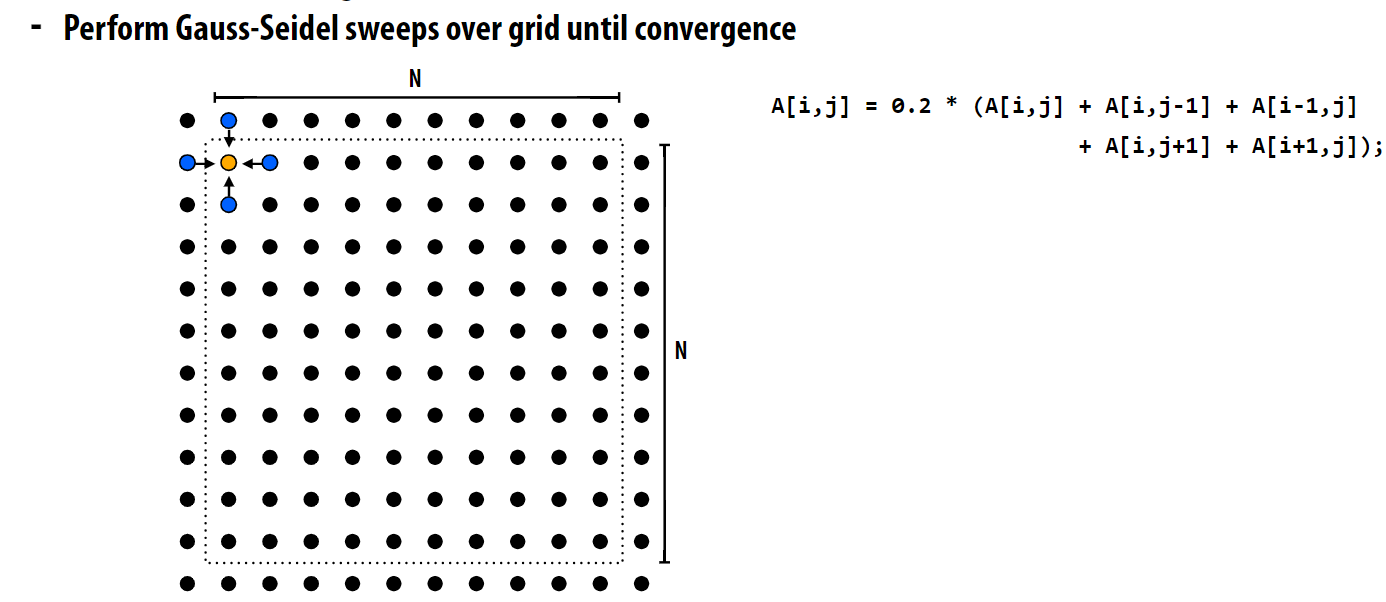 - Perform Gauss-Seidel sweeps over grid until convergence
N
A[i,j] = 0.2 * (A[i,j] + A[i,j-1] + A[i-1,j]
+ A[i,j+1] + A[i+1,j]);
N